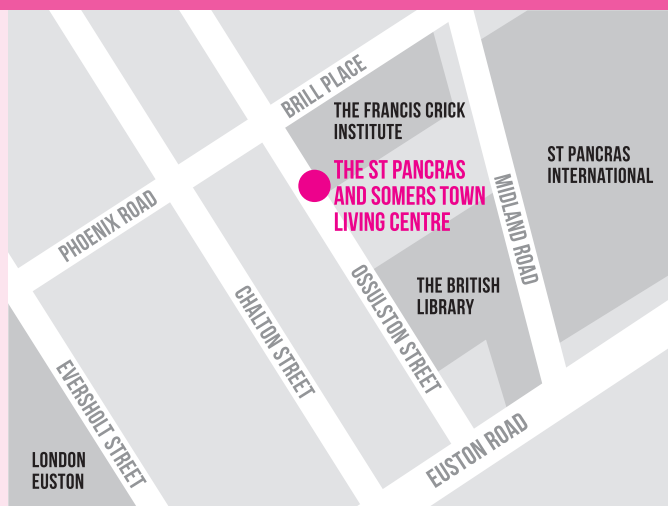 BRILL PLACE
THE FRANCIS CRICK
INSTITUTE
ST PANCRAS
INTERNATIONAL
THE ST PANCRAS
AND SOMERS TOWN
LIVING CENTRE
MIDLAND ROAD
PHOENIX ROAD
THE BRITISH
LIBRARY
OSSULSTON STREET
CHALTON STREET
EVERSHOLT STREET
EUSTON ROAD
LONDON
EUSTON